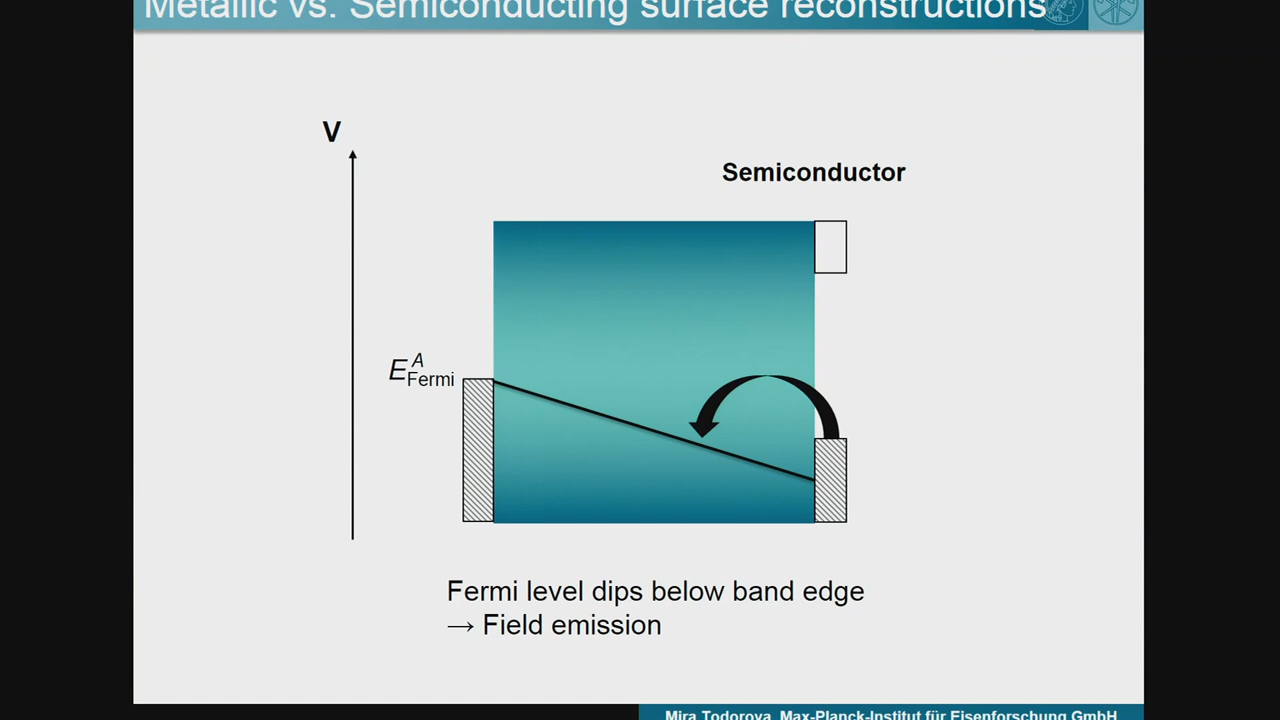 Metallic vs. Semiconducting surface reconstructions
V
Semiconductor
E^A_Fermi
Fermi level dips below band edge
→ Field emission
Mira Todorova, Max-Planck-Institut für Eisenforschung GmbH